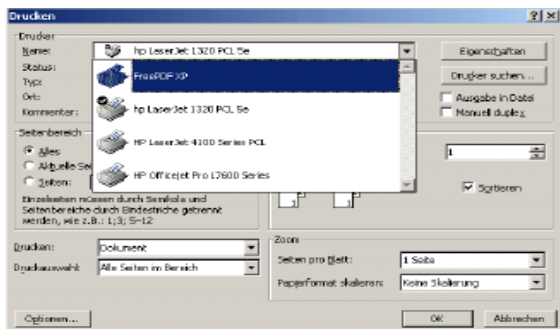 Drucken
Drucker
Name: hp LaserJet 1320 PCL 5e
Eigenschaften
Status:
FreePDF XP
Drucker suchen...
Typ:
Ort:
hp LaserJet 1320 PCL 5e
Ausgabe in Datei
Kommentar:
Manuell duplex
Seitenbereich
HP LaserJet 4100 Series PCL
Alles
1
Aktuelle Se
HP Officejet Pro L7600 Series
Seiten:
Sortieren
Einzelseiten müssen durch Semikola und
Seitenbereiche durch Bindestriche getrennt
werden, wie z.B.: 1;3; 5-12
Drucken: Dokument
Zoom
Seiten pro Blatt: 1 Seite
Druckauswahl: Alle Seiten im Bereich
Papierformat skalieren: Keine Skalierung
Optionen...
OK
Abbrechen